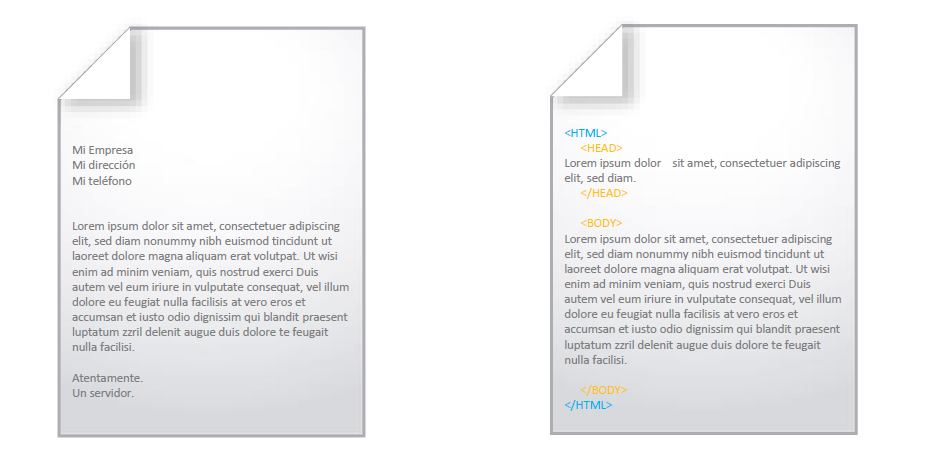 Mi Empresa
Mi dirección
Mi teléfono
Lorem ipsum dolor sit amet, consectetuer adipiscing
elit, sed diam nonummy nibh euismod tincidunt ut
laoreet dolore magna aliquam erat volutpat. Ut wisi
enim ad minim veniam, quis nostrud exerci Duis
autem vel eum iriure in vulputate consequat, vel illum
dolore eu feugiat nulla facilisis at vero eros et
accumsan et iusto odio dignissim qui blandit praesent
luptatum zzril delenit augue duis dolore te feugait
nulla facilisi.
Atentamente.
Un servidor.
<HTML>
<HEAD>
Lorem ipsum dolor sit amet, consectetuer adipiscing
elit, sed diam.
</HEAD>
<BODY>
Lorem ipsum dolor sit amet, consectetuer adipiscing
elit, sed diam nonummy nibh euismod tincidunt ut
laoreet dolore magna aliquam erat volutpat. Ut wisi
enim ad minim veniam, quis nostrud exerci Duis
autem vel eum iriure in vulputate consequat, vel illum
dolore eu feugiat nulla facilisis at vero eros et
accumsan et iusto odio dignissim qui blandit praesent
luptatum zzril delenit augue duis dolore te feugait
nulla facilisi.
</BODY>
</HTML>